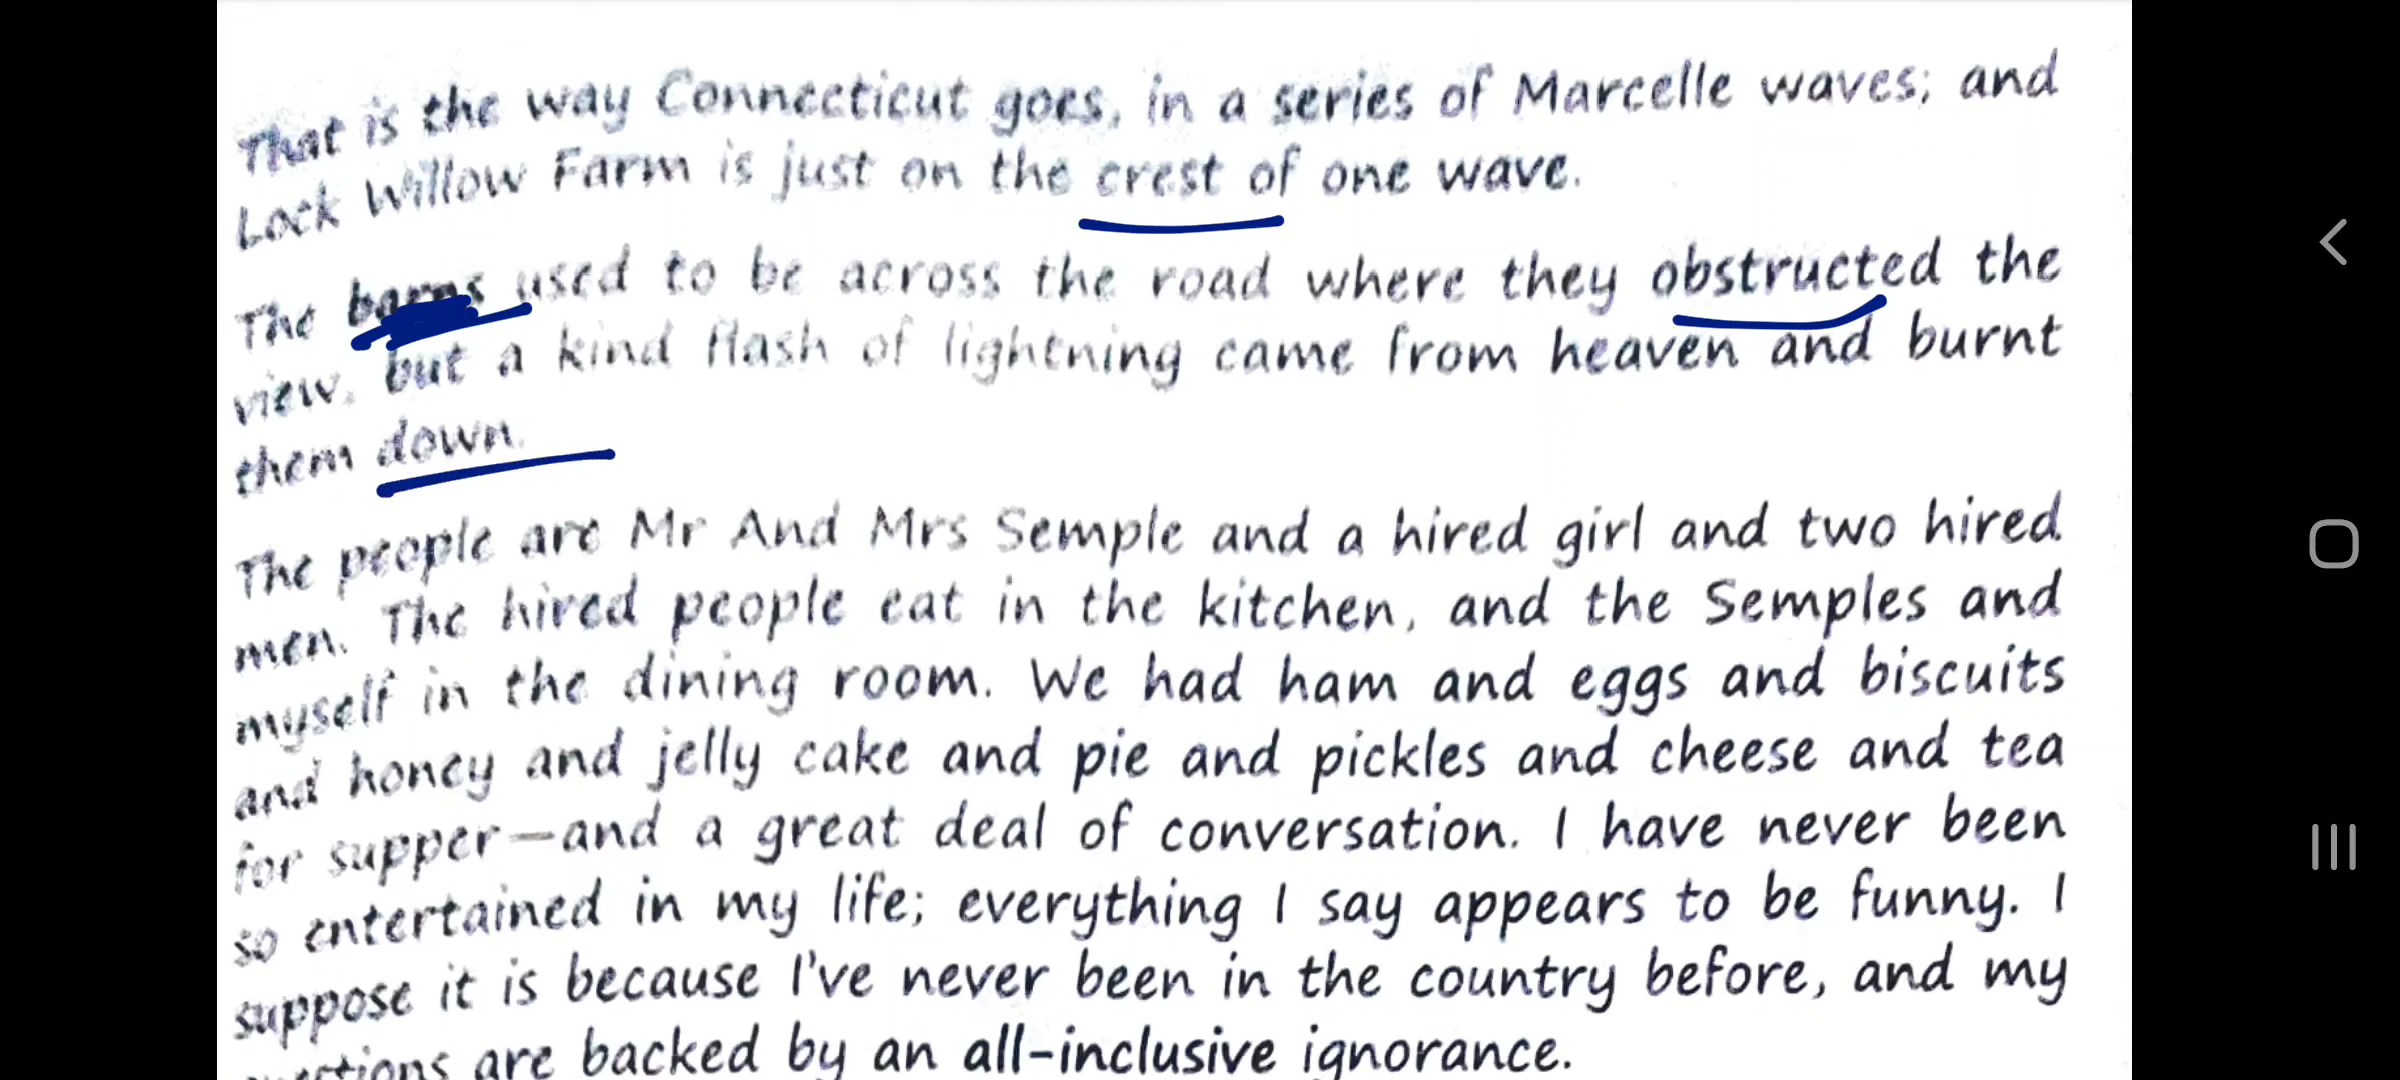 That is the way Connecticut goes, in a series of Marcelle waves; and
Lock Willow Farm is just on the crest of one wave.
The barns used to be across the road where they obstructed the
view, but a kind flash of lightning came from heaven and burnt
them down.
The people are Mr And Mrs Semple and a hired girl and two hired
men. The hired people eat in the kitchen, and the Semples and
myself in the dining room. We had ham and eggs and biscuits
and honey and jelly cake and pie and pickles and cheese and tea
for supper—and a great deal of conversation. I have never been
so entertained in my life; everything I say appears to be funny. I
suppose it is because I've never been in the country before, and my
are backed by an all-inclusive ignorance.